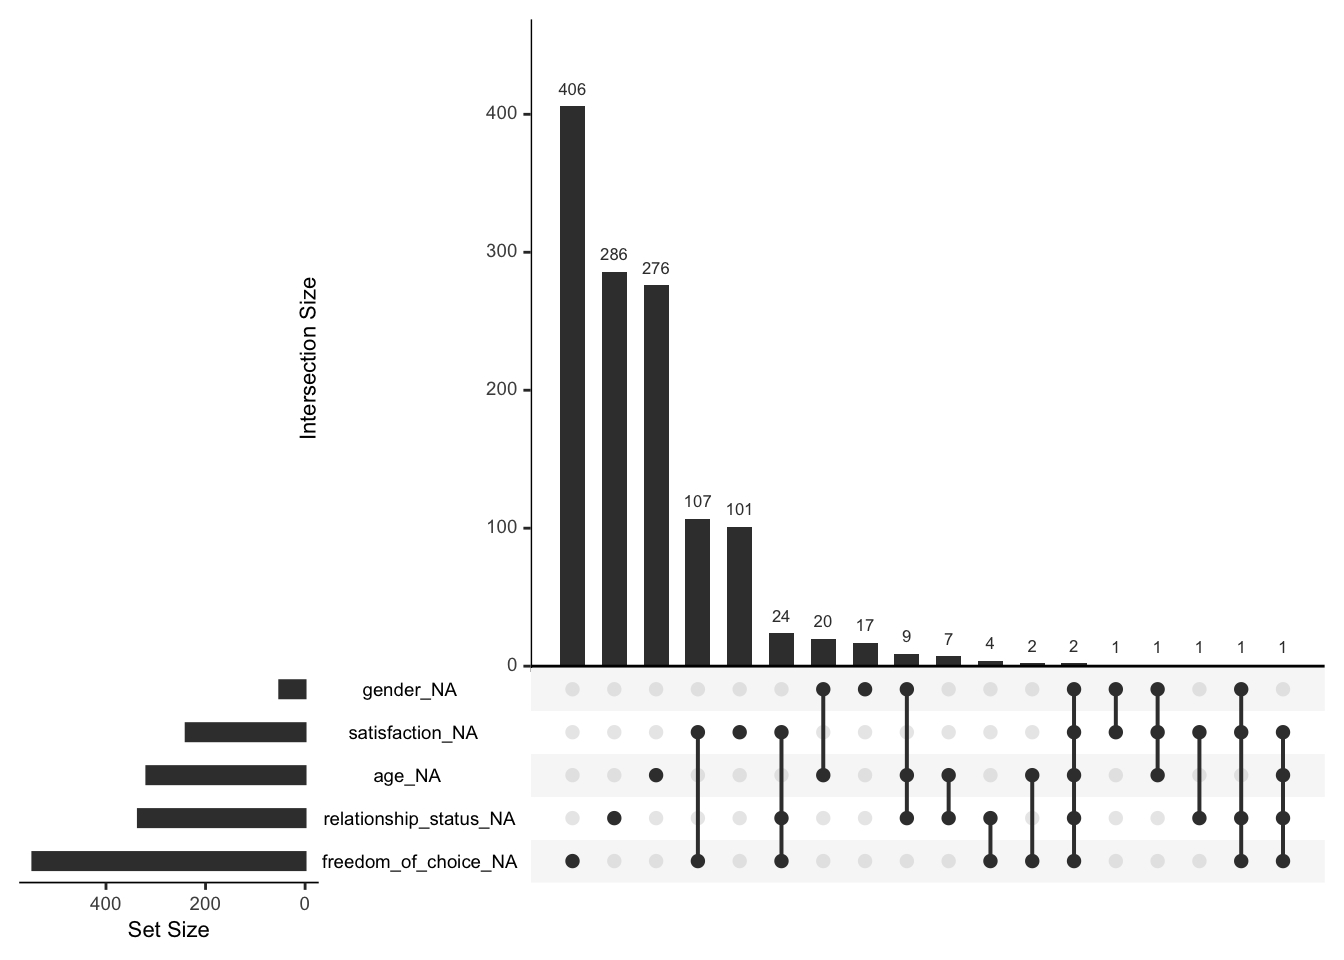 406
400
286
276
300
Intersection Size
200
107
101
100
24
20
17
9
7
4
2
2
1
1
1
1
1
0
gender_NA
satisfaction_NA
age_NA
relationship_status_NA
freedom_of_choice_NA
400 200 0
Set Size